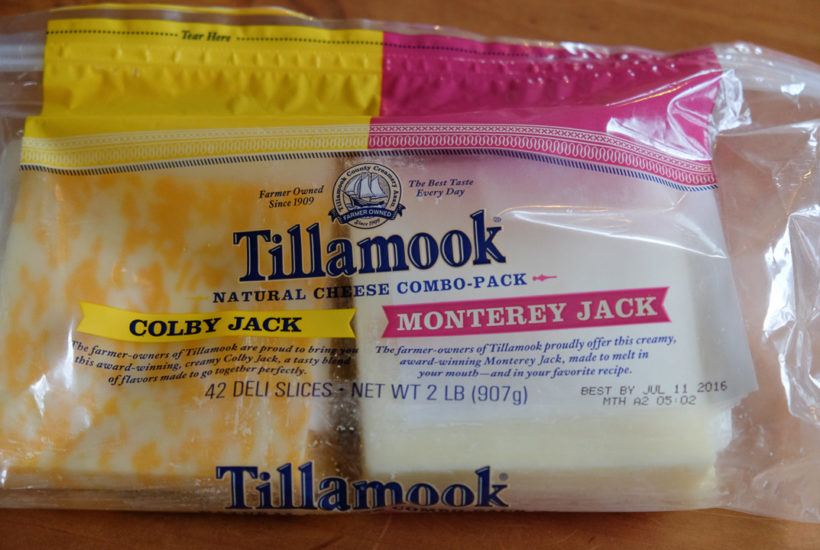 Tear Here
Tillamook County Creamery Assn.
FARMER OWNED
Since 1909
Farmer Owned
Since 1909
The Best Taste
Every Day
Tillamook®
NATURAL CHEESE COMBO-PACK
COLBY JACK
MONTEREY JACK
The farmer-owners of Tillamook are proud to bring you
this award-winning, creamy Colby Jack, a tasty blend
of flavors made to go together perfectly.
The farmer-owners of Tillamook proudly offer this creamy,
award-winning Monterey Jack, made to melt in
your mouth—and in your favorite recipe.
42 DELI SLICES - NET WT 2 LB (907g)
BEST BY JUL 11 2016
MTH A2 05:02
Tillamook®